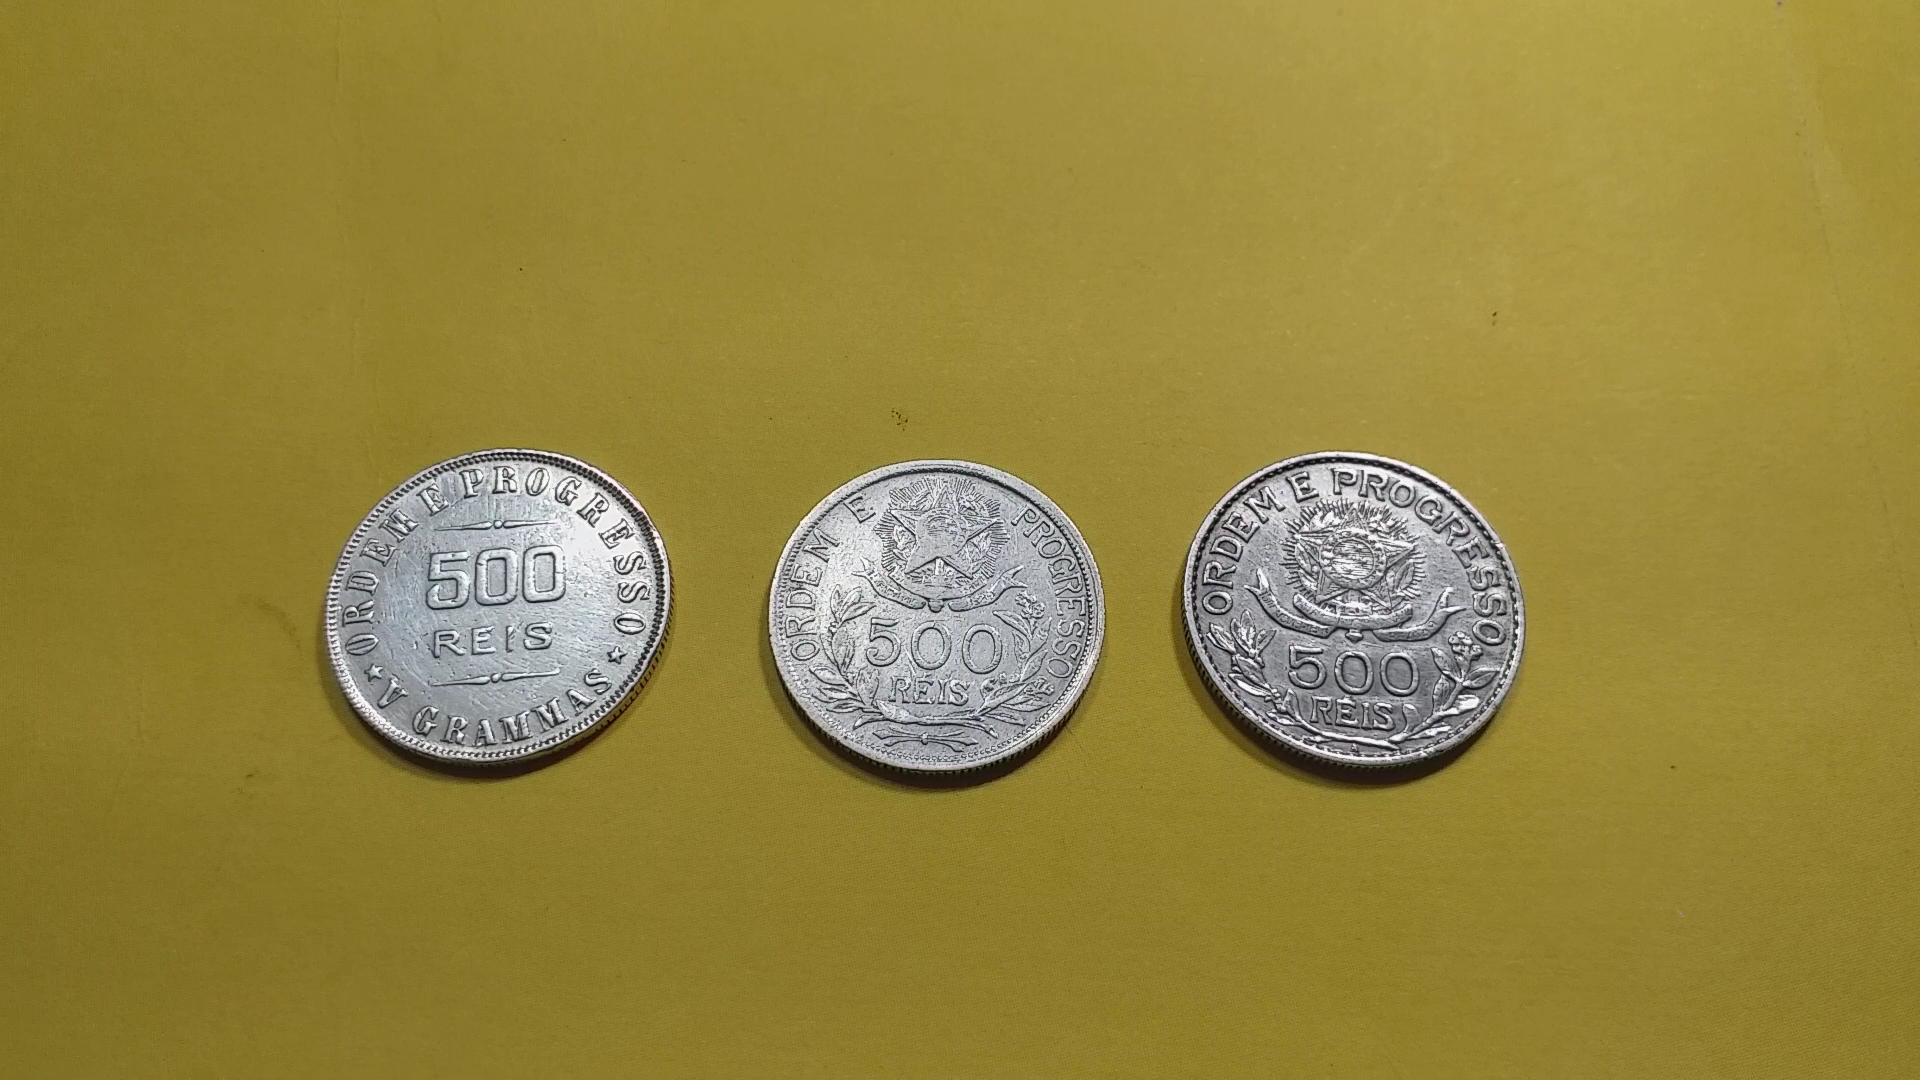 ORDEM E PROGRESSO
500
REIS
★ V GRAMMAS ★
ORDEM E PROGRESSO
500
RÉIS
ORDEM E PROGRESSO
500
RÉIS
A